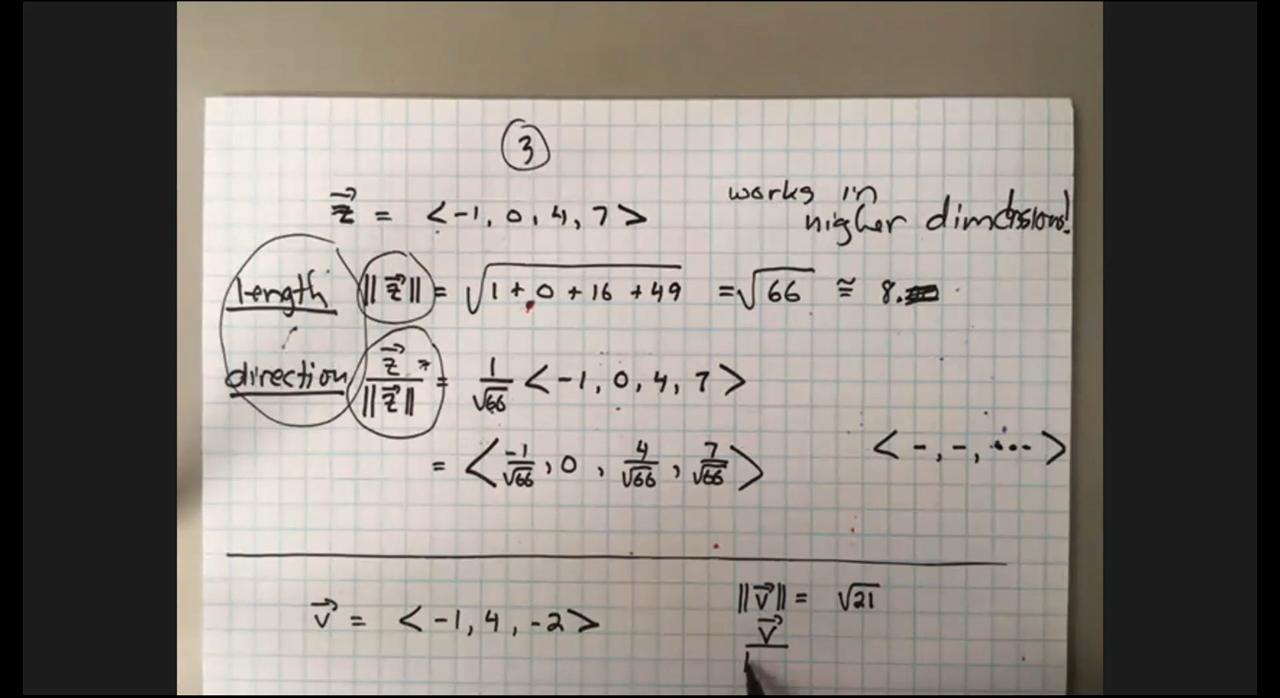 ③
z⃗ = < -1, 0, 4, 7 >
works in
higher dimensions!
length ||z⃗|| = √(1 + 0 + 16 + 49) = √66 ≅ 8.
direction z⃗/||z⃗|| = 1/√66 < -1, 0, 4, 7 >
= < -1/√66, 0, 4/√66, 7/√66 >
< -, -, ... >
v⃗ = < -1, 4, -2 >
||v⃗|| = √21
v⃗